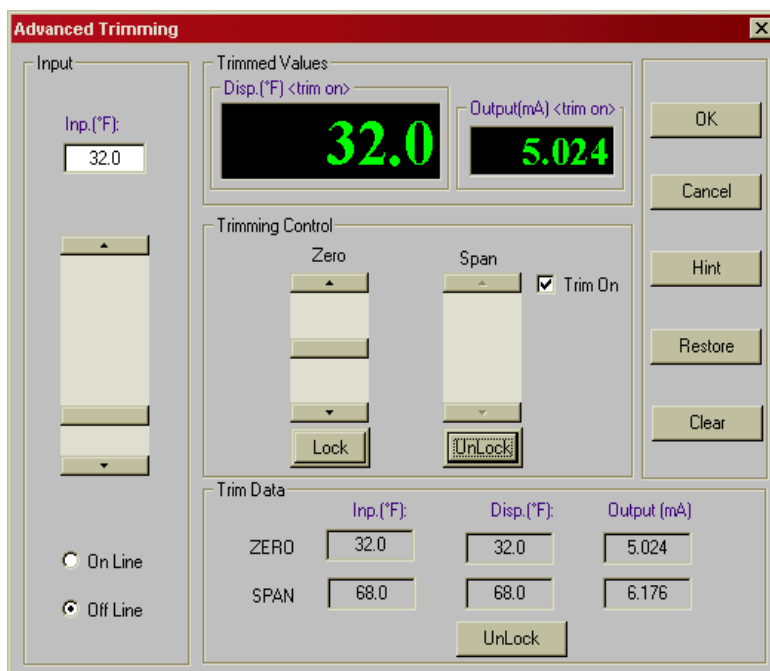 Advanced Trimming
Input
Inp.(°F):
32.0
On Line
Off Line
Trimmed Values
Disp.(°F) <trim on>
32.0
Output(mA) <trim on>
5.024
Trimming Control
Zero
Span
Trim On
Lock
UnLock
OK
Cancel
Hint
Restore
Clear
Trim Data
Inp.(°F): Disp.(°F): Output (mA)
ZERO 32.0 32.0 5.024
SPAN 68.0 68.0 6.176
UnLock